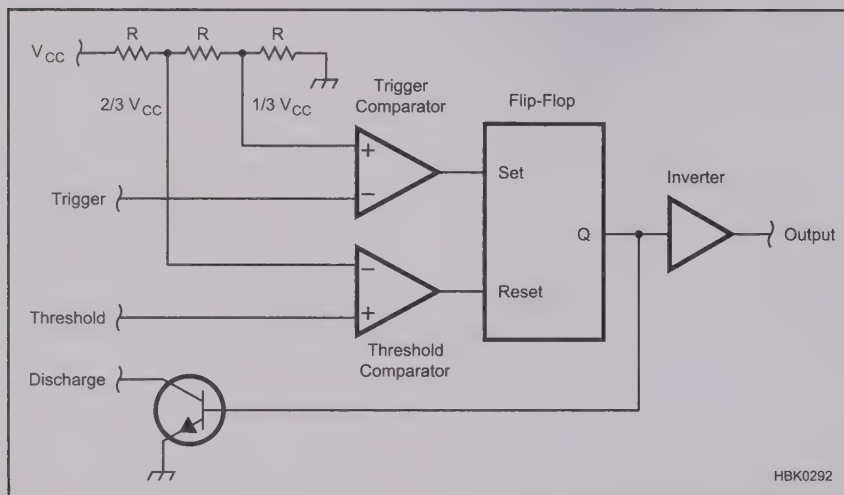 R R R
V_CC
2/3 V_CC 1/3 V_CC
Trigger
Comparator
Flip-Flop
+
−
Set
Inverter
Trigger
Q
Output
−
+
Reset
Threshold
Threshold
Comparator
Discharge
HBK0292